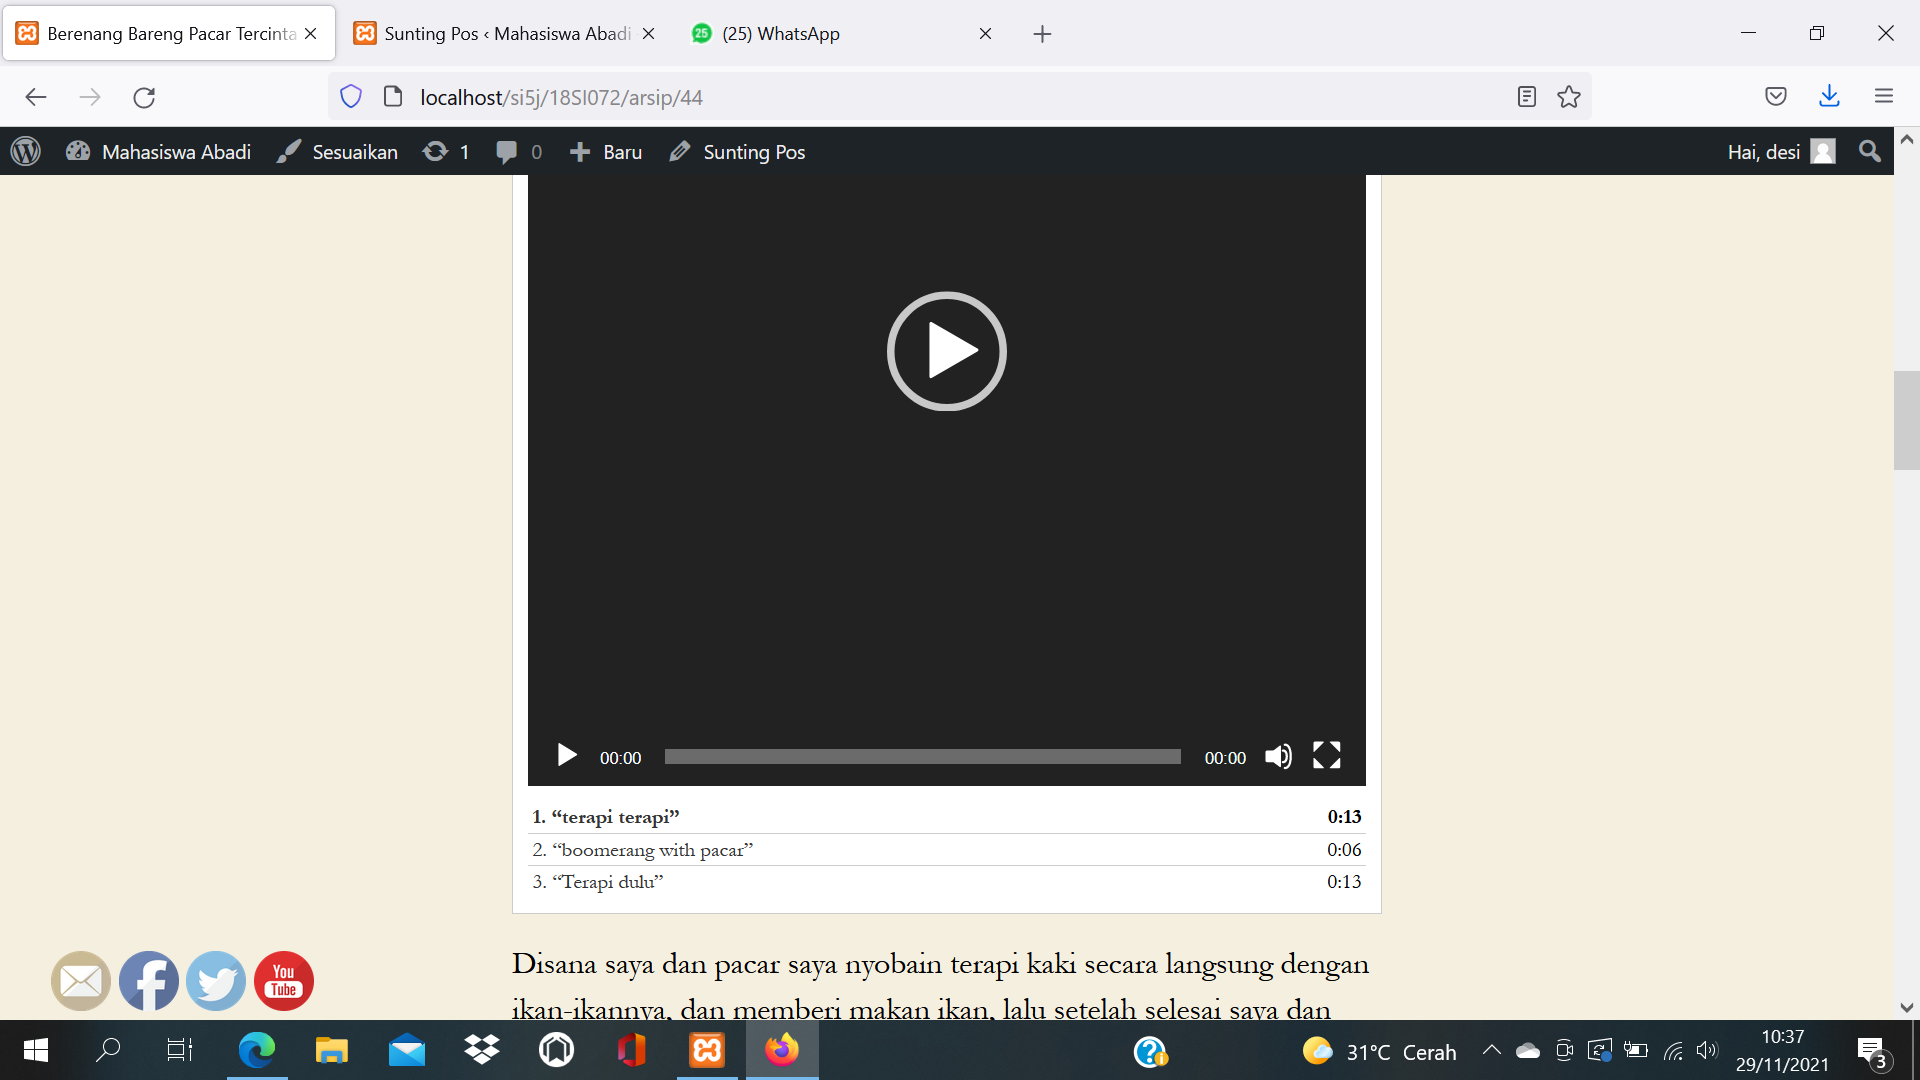 Berenang Bareng Pacar Tercinta
Sunting Pos ‹ Mahasiswa Abadi
25 (25) WhatsApp
localhost/si5j/18SI072/arsip/44
Mahasiswa Abadi Sesuaikan 1 0 Baru Sunting Pos Hai, desi
00:00 00:00
1. “terapi terapi” 0:13
2. “boomerang with pacar” 0:06
3. “Terapi dulu” 0:13
Disana saya dan pacar saya nyobain terapi kaki secara langsung dengan
ikan-ikannya, dan memberi makan ikan, lalu setelah selesai saya dan
You Tube
31°C Cerah
10:37
29/11/2021
3